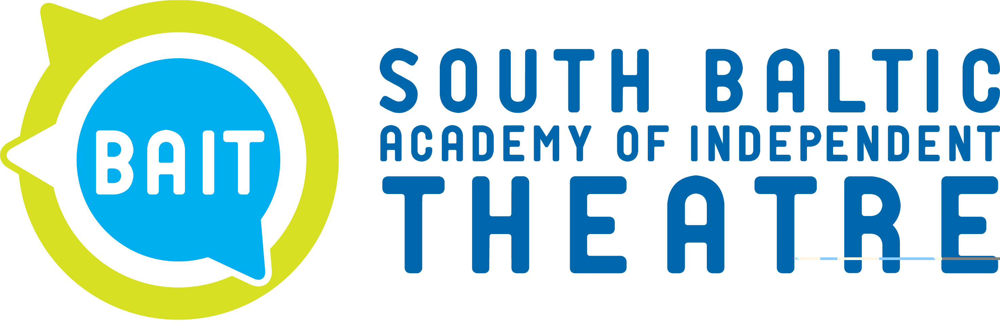 BAIT
SOUTH BALTIC
ACADEMY OF INDEPENDENT
THEATRE